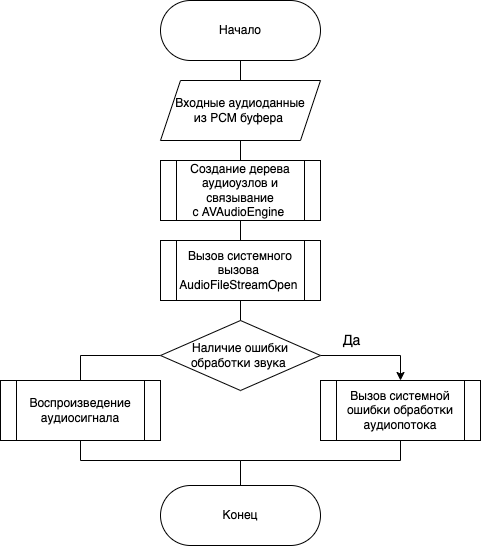 Начало
Входные аудиоданные
из PCM буфера
Создание дерева
аудиоузлов и
связывание
с AVAudioEngine
Вызов системного
вызова
AudioFileStreamOpen
Наличие ошибки
обработки звука
Да
Воспроизведение
аудиосигнала
Вызов системной
ошибки обработки
аудиопотока
Конец